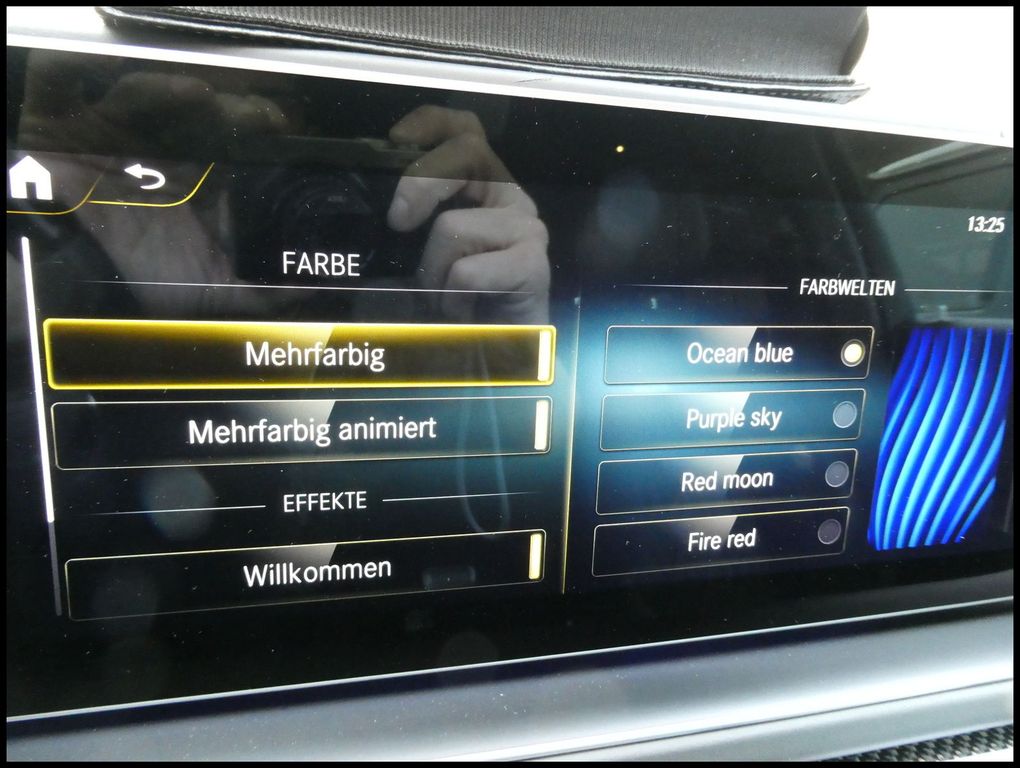 13:25
FARBE
Mehrfarbig
Mehrfarbig animiert
EFFEKTE
Willkommen
FARBWELTEN
Ocean blue
Purple sky
Red moon
Fire red